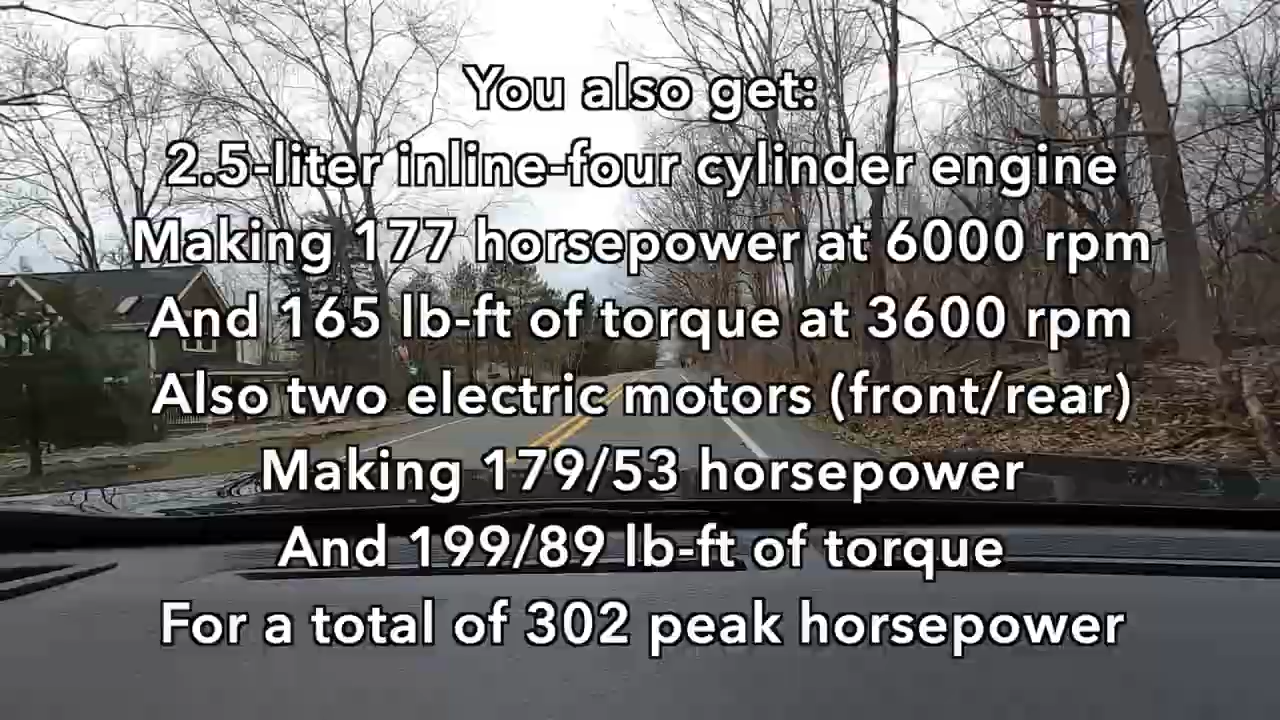 You also get:
2.5-liter inline-four cylinder engine
Making 177 horsepower at 6000 rpm
And 165 lb-ft of torque at 3600 rpm
Also two electric motors (front/rear)
Making 179/53 horsepower
And 199/89 lb-ft of torque
For a total of 302 peak horsepower